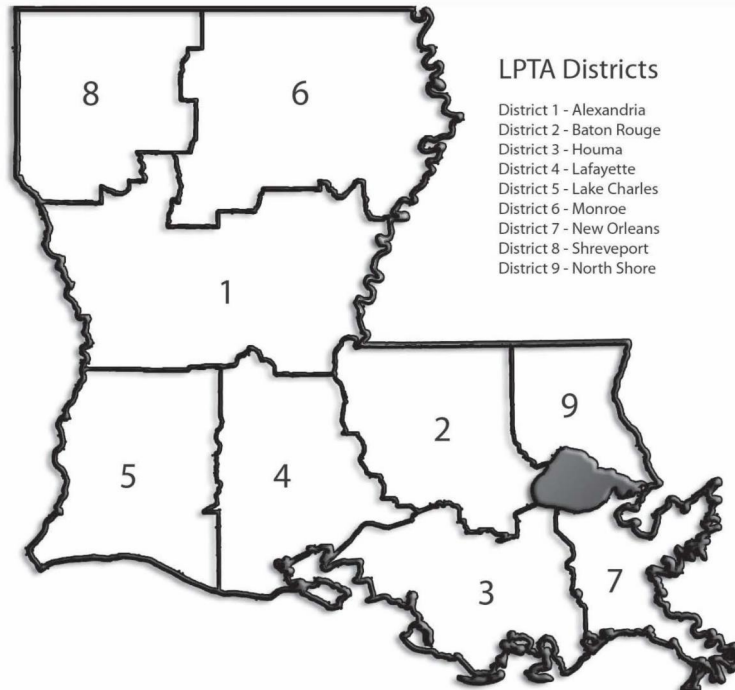 LPTA Districts
District 1 - Alexandria
District 2 - Baton Rouge
District 3 - Houma
District 4 - Lafayette
District 5 - Lake Charles
District 6 - Monroe
District 7 - New Orleans
District 8 - Shreveport
District 9 - North Shore
8
6
1
9
2
5
4
3
7